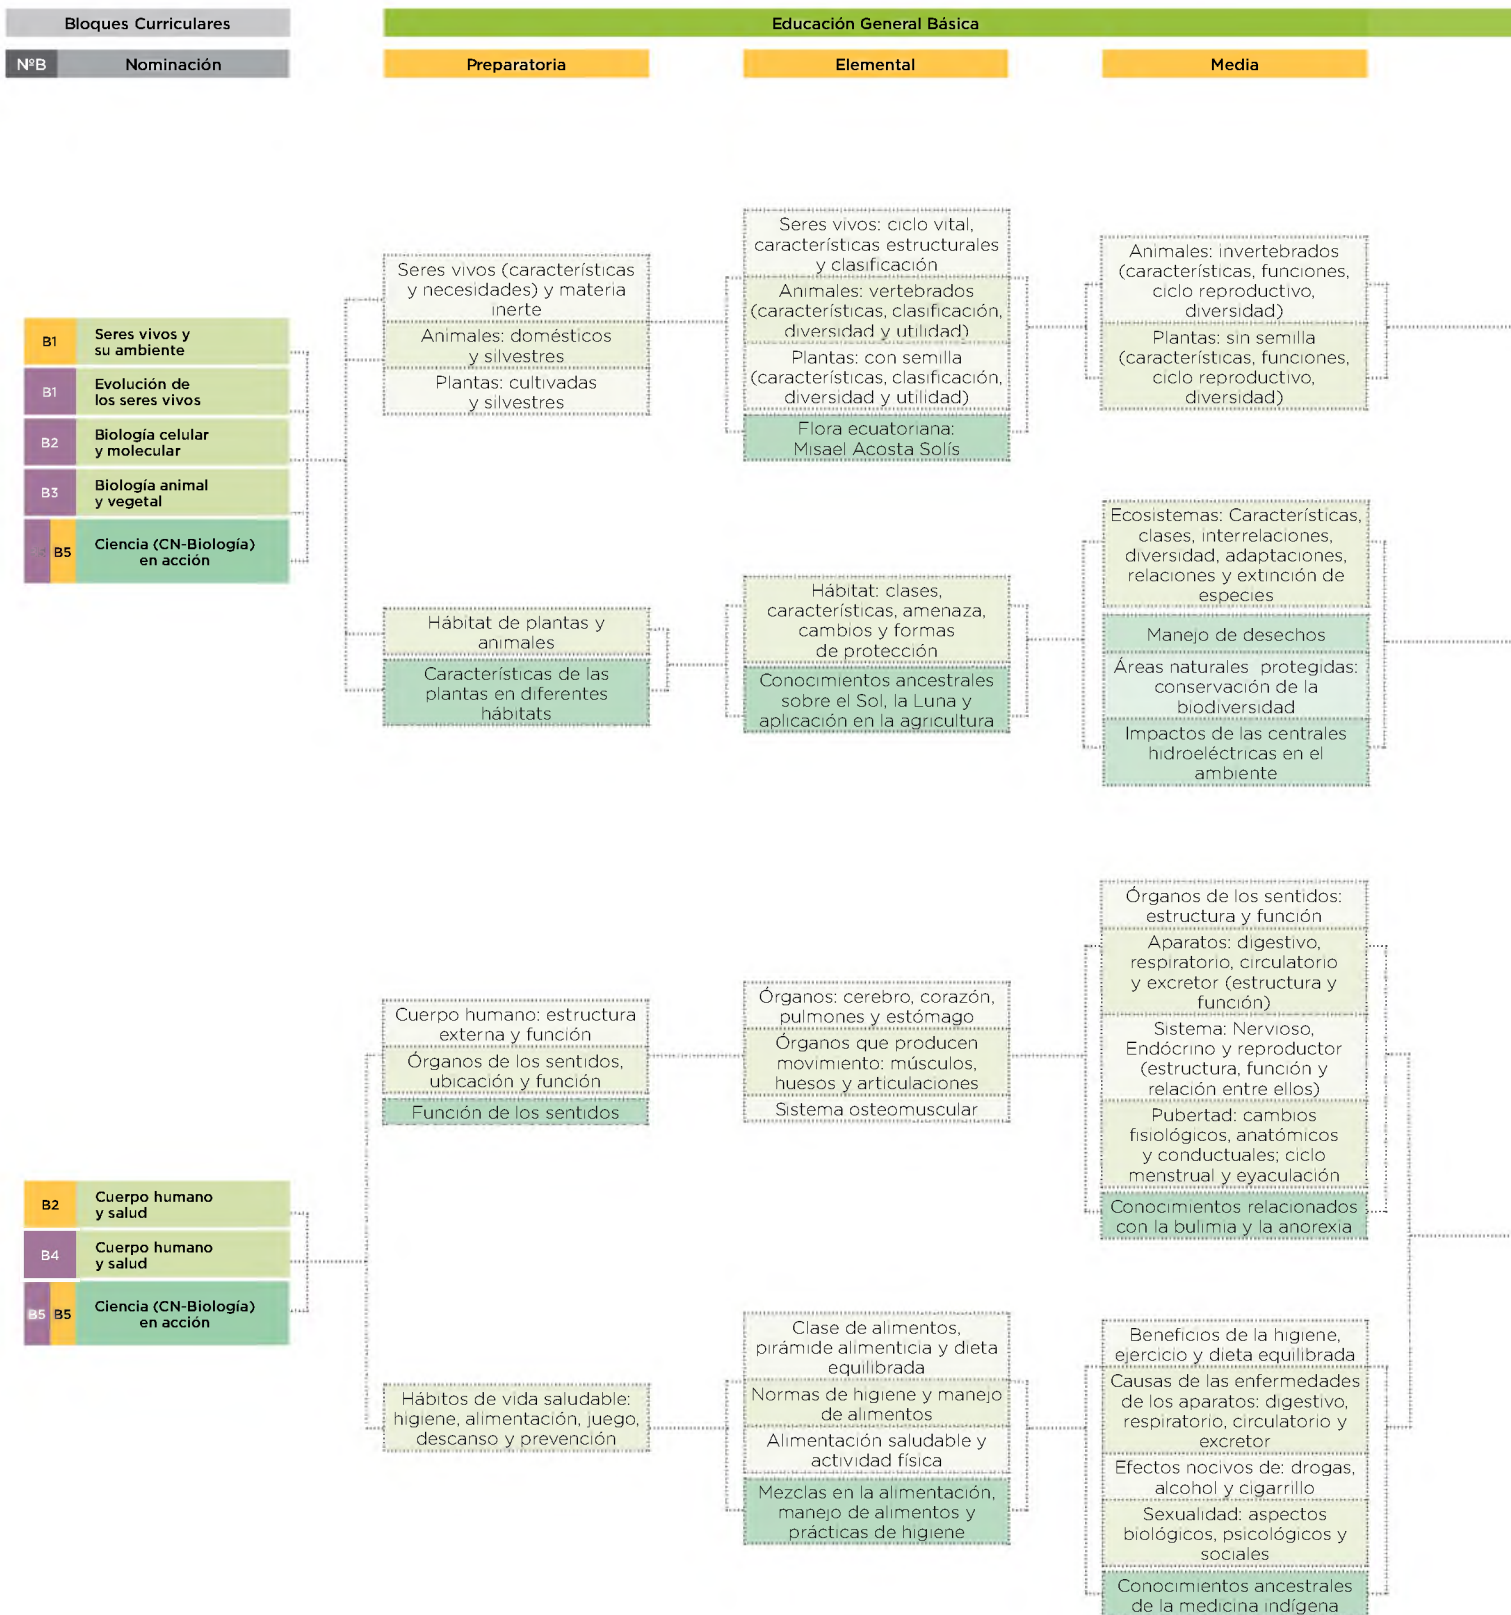 Bloques Curriculares
Educación General Básica
NºB
Nominación
Preparatoria
Elemental
Media
B1
Seres vivos y
su ambiente
B1
Evolución de
los seres vivos
B2
Biología celular
y molecular
B3
Biología animal
y vegetal
B5
Ciencia (CN-Biología)
en acción
Seres vivos (características
y necesidades) y materia
inerte
Animales: domésticos
y silvestres
Plantas: cultivadas
y silvestres
Seres vivos: ciclo vital,
características estructurales
y clasificación
Animales: vertebrados
(características, clasificación,
diversidad y utilidad)
Plantas: con semilla
(características, clasificación,
diversidad y utilidad)
Flora ecuatoriana:
Misael Acosta Solís
Animales: invertebrados
(características, funciones,
ciclo reproductivo,
diversidad)
Plantas: sin semilla
(características, funciones,
ciclo reproductivo,
diversidad)
Hábitat de plantas y
animales
Características de las
plantas en diferentes
hábitats
Hábitat: clases,
características, amenaza,
cambios y formas
de protección
Conocimientos ancestrales
sobre el Sol, la Luna y
aplicación en la agricultura
Ecosistemas: Características,
clases, interrelaciones,
diversidad, adaptaciones,
relaciones y extinción de
especies
Manejo de desechos
Áreas naturales protegidas:
conservación de la
biodiversidad
Impactos de las centrales
hidroeléctricas en el
ambiente
B2
Cuerpo humano
y salud
B4
Cuerpo humano
y salud
B5 B5
Ciencia (CN-Biología)
en acción
Cuerpo humano: estructura
externa y función
Órganos de los sentidos,
ubicación y función
Función de los sentidos
Órganos: cerebro, corazón,
pulmones y estómago
Órganos que producen
movimiento: músculos,
huesos y articulaciones
Sistema osteomuscular
Órganos de los sentidos:
estructura y función
Aparatos: digestivo,
respiratorio, circulatorio
y excretor (estructura y
función)
Sistema: Nervioso,
Endócrino y reproductor
(estructura, función y
relación entre ellos)
Pubertad: cambios
fisiológicos, anatómicos
y conductuales; ciclo
menstrual y eyaculación
Conocimientos relacionados
con la bulimia y la anorexia
Hábitos de vida saludable:
higiene, alimentación, juego,
descanso y prevención
Clase de alimentos,
pirámide alimenticia y dieta
equilibrada
Normas de higiene y manejo
de alimentos
Alimentación saludable y
actividad física
Mezclas en la alimentación,
manejo de alimentos y
prácticas de higiene
Beneficios de la higiene,
ejercicio y dieta equilibrada
Causas de las enfermedades
de los aparatos: digestivo,
respiratorio, circulatorio y
excretor
Efectos nocivos de: drogas,
alcohol y cigarrillo
Sexualidad: aspectos
biológicos, psicológicos y
sociales
Conocimientos ancestrales
de la medicina indígena